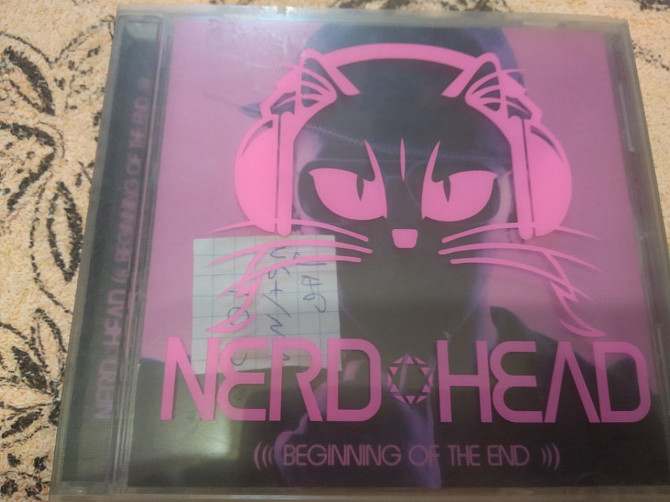 NERD HEAD
((( BEGINNING OF THE END )))
NERD HEAD ((( BEGINNING OF THE END )))